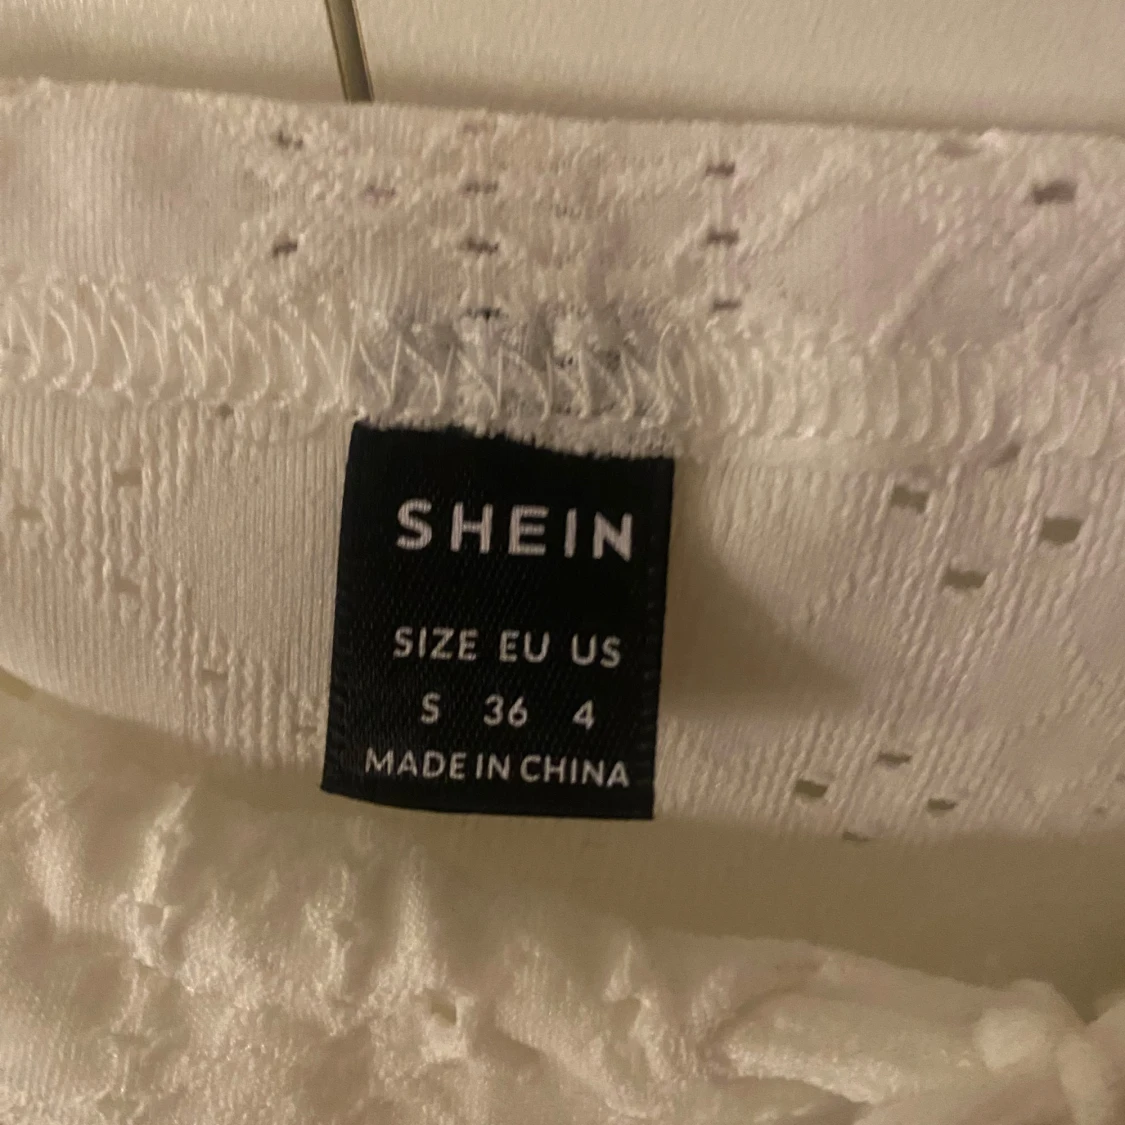 SHEIN
SIZE EU US
S 36 4
MADE IN CHINA